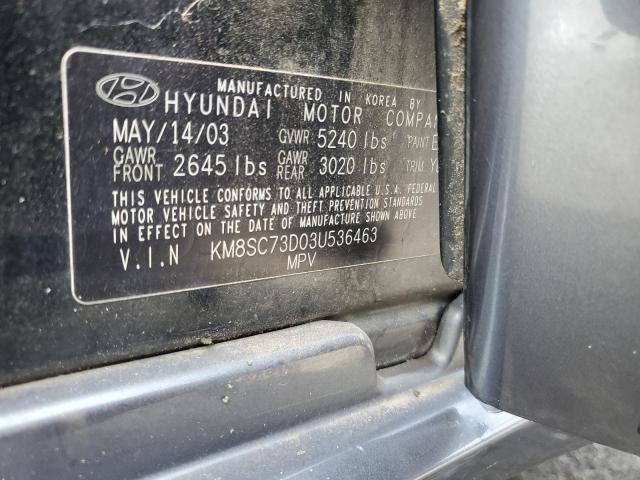 MANUFACTURED IN KOREA BY
HYUNDAI MOTOR
MAY/14/03 GVWR 5240 lbs PAINT
GAWR FRONT 2645 lbs GAWR REAR 3020 lbs TRIM
THIS VEHICLE CONFORMS TO ALL APPLICABLE U.S.A. FEDERAL
MOTOR VEHICLE SAFETY AND THEFT PREVENTION STANDARDS
IN EFFECT ON THE DATE OF MANUFACTURE SHOWN ABOVE.
V.I.N KM8SC73D03U536463
MPV